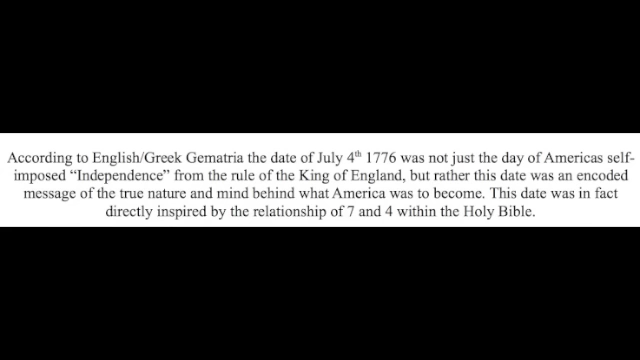 According to English/Greek Gematria the date of July 4th 1776 was not just the day of Americas self-
imposed “Independence” from the rule of the King of England, but rather this date was an encoded
message of the true nature and mind behind what America was to become. This date was in fact
directly inspired by the relationship of 7 and 4 within the Holy Bible.